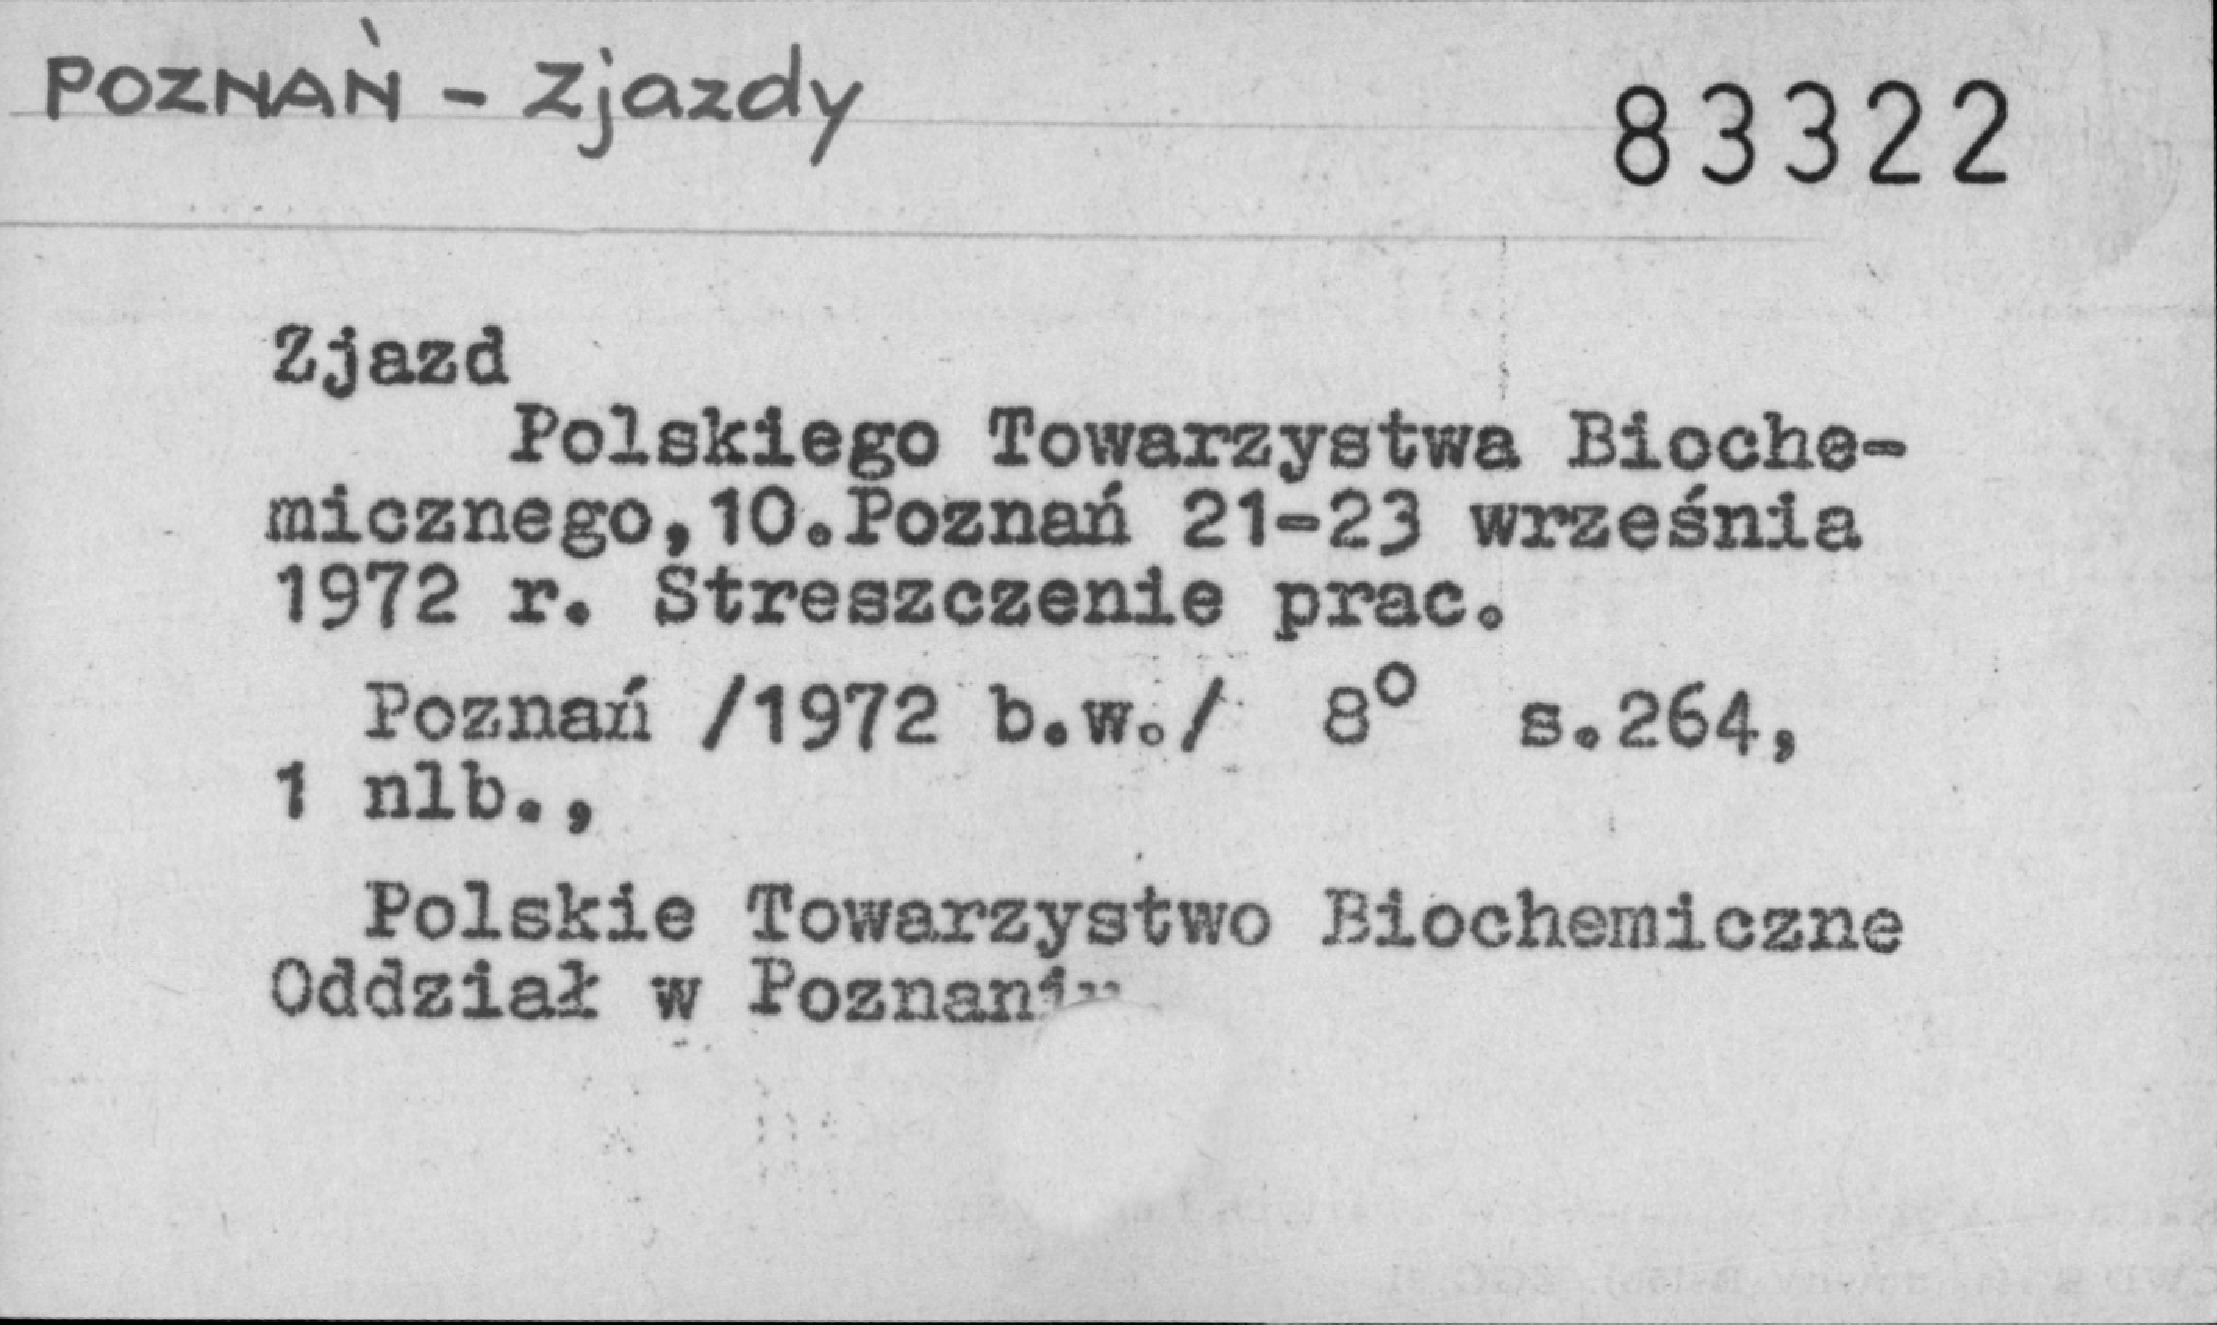 POZNAŃ - Zjazdy
83322
Zjazd
Polskiego Towarzystwa Bioche-
micznego,10.Poznań 21-23 września
1972 r. Streszczenie prac.
Poznań /1972 b.w./ 8° s.264,
1 nlb.,
Polskie Towarzystwo Biochemiczne
Oddział w Poznaniu